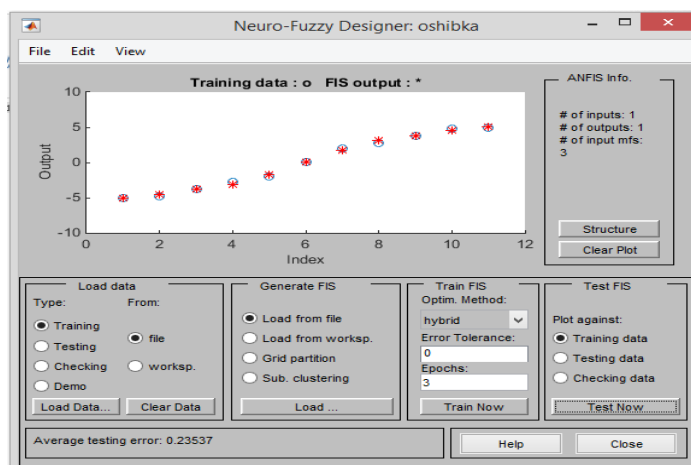 Neuro-Fuzzy Designer: oshibka
File Edit View
Training data : o FIS output : *
10
5
0
-5
-10
Output
0 2 4 6 8 10 12
Index
ANFIS Info.
# of inputs: 1
# of outputs: 1
# of input mfs:
3
Structure
Clear Plot
Load data
Type: From:
Training
Testing
Checking
Demo
file
worksp.
Load Data... Clear Data
Generate FIS
Load from file
Load from worksp.
Grid partition
Sub. clustering
Load ...
Train FIS
Optim. Method:
hybrid
Error Tolerance:
0
Epochs:
3
Train Now
Test FIS
Plot against:
Training data
Testing data
Checking data
Test Now
Average testing error: 0.23537
Help Close